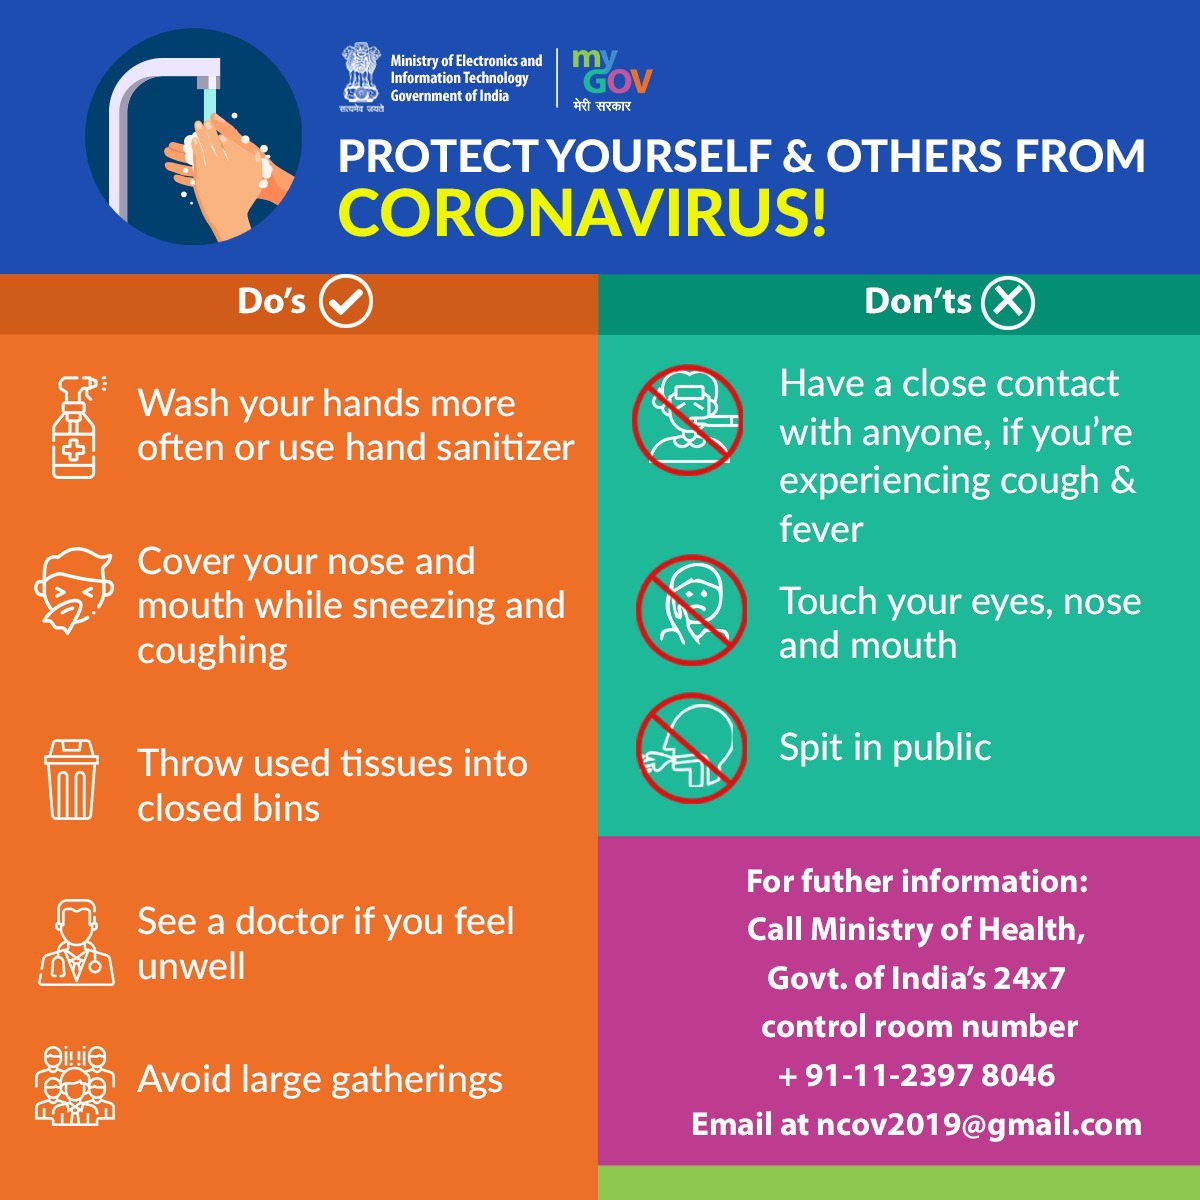 Ministry of Electronics and
Information Technology
Government of India
सत्यमेव जयते
my
GOV
मेरी सरकार
PROTECT YOURSELF & OTHERS FROM
CORONAVIRUS!
Do’s
Wash your hands more
often or use hand sanitizer
Cover your nose and
mouth while sneezing and
coughing
Throw used tissues into
closed bins
See a doctor if you feel
unwell
Avoid large gatherings
Don’ts
Have a close contact
with anyone, if you’re
experiencing cough &
fever
Touch your eyes, nose
and mouth
Spit in public
For futher information:
Call Ministry of Health,
Govt. of India’s 24x7
control room number
+ 91-11-2397 8046
Email at ncov2019@gmail.com